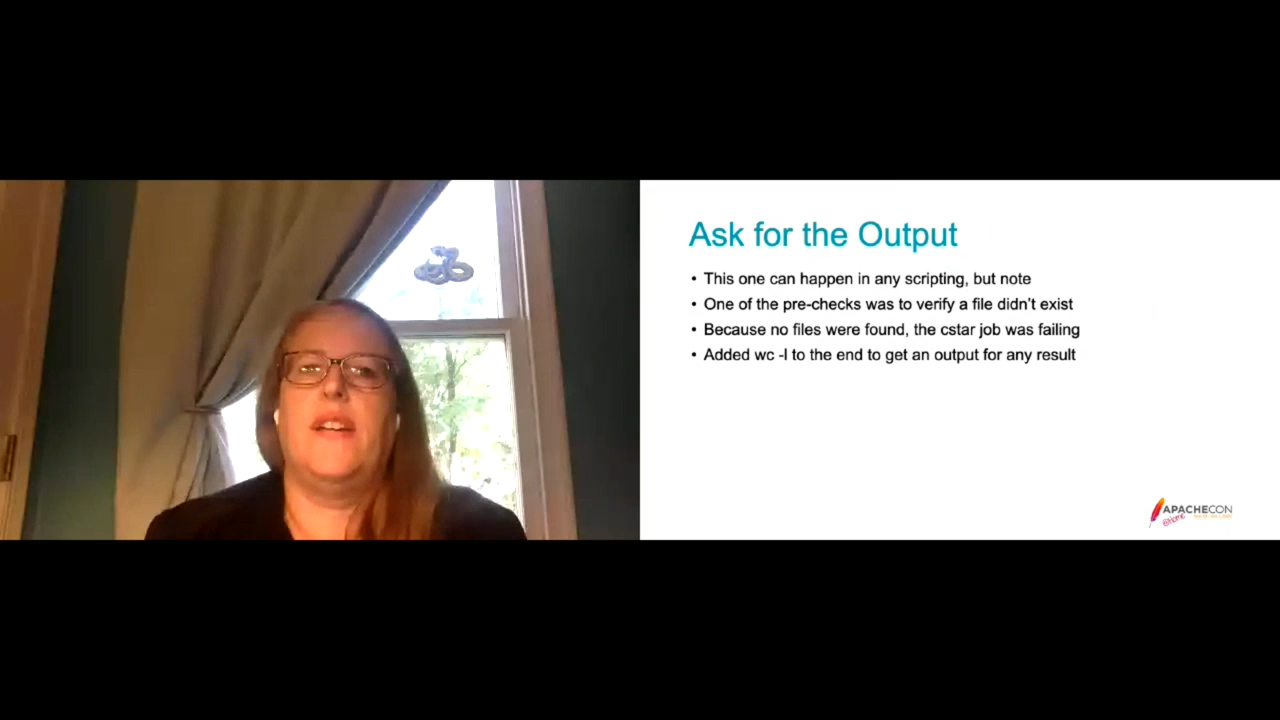 Ask for the Output
• This one can happen in any scripting, but note
• One of the pre-checks was to verify a file didn't exist
• Because no files were found, the cstar job was failing
• Added wc -l to the end to get an output for any result
APACHECON
@Home